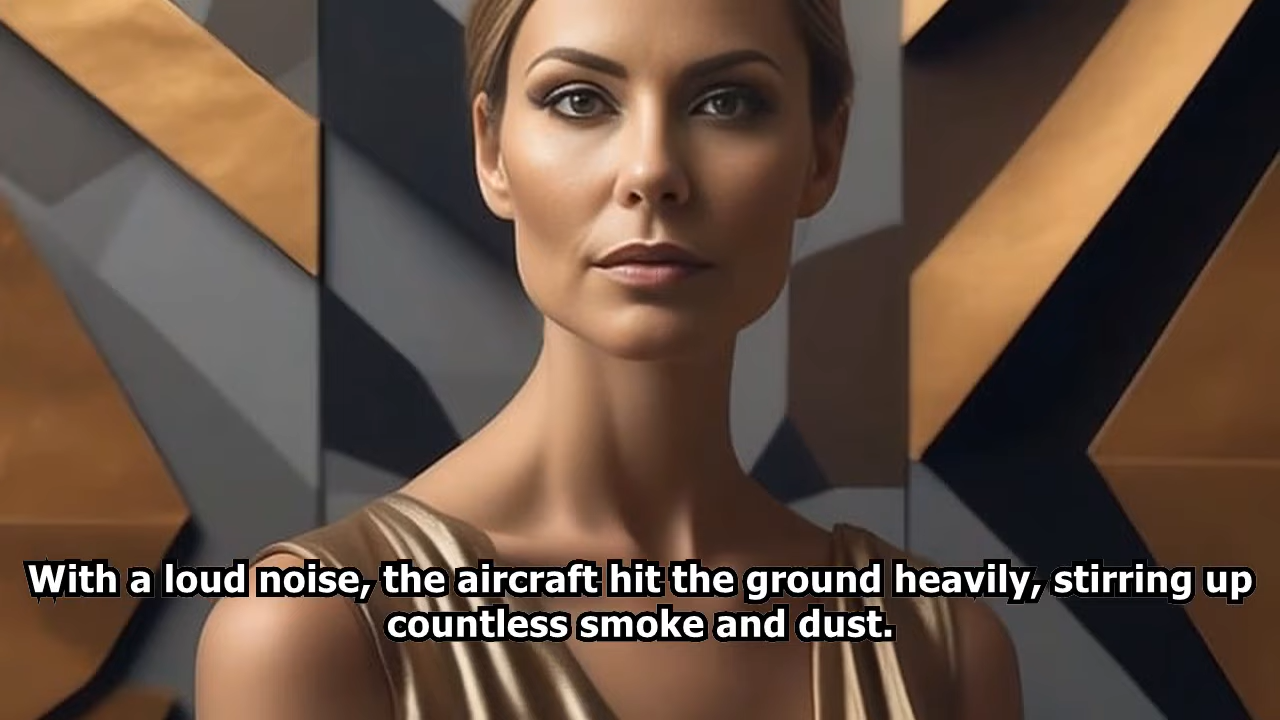 With a loud noise, the aircraft hit the ground heavily, stirring up
countless smoke and dust.